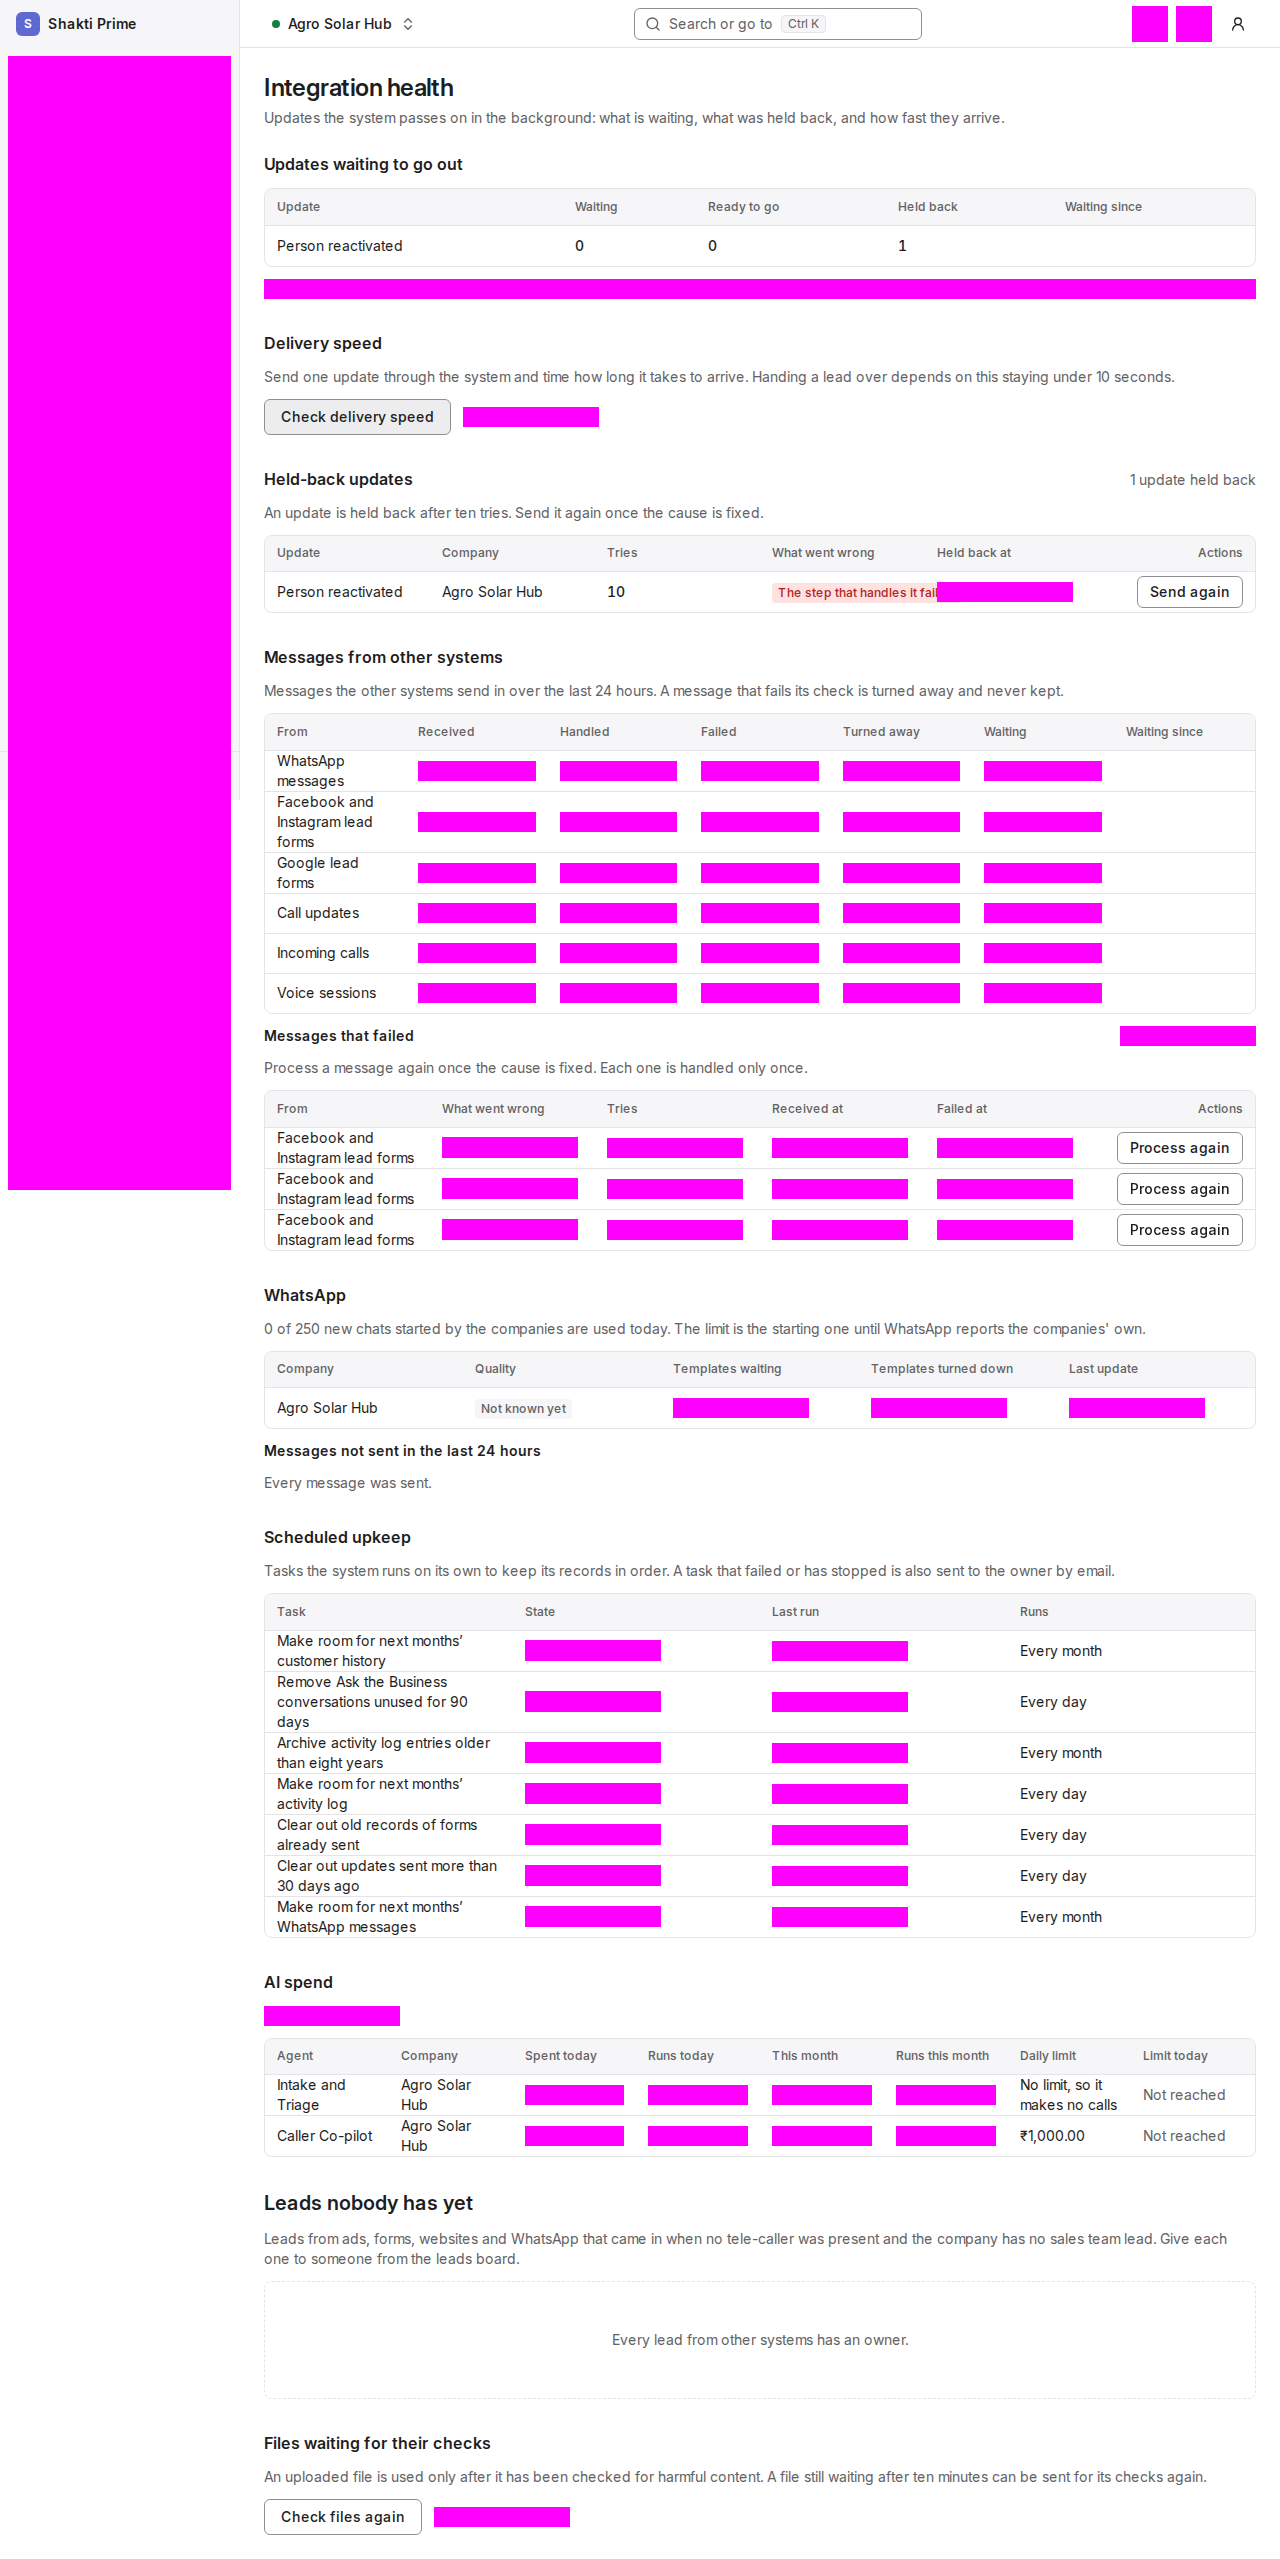 S Shakti Prime
Agro Solar Hub
Search or go to Ctrl K
Integration health
Updates the system passes on in the background: what is waiting, what was held back, and how fast they arrive.
Updates waiting to go out
Update Waiting Ready to go Held back Waiting since
Person reactivated 0 0 1
Delivery speed
Send one update through the system and time how long it takes to arrive. Handing a lead over depends on this staying under 10 seconds.
Check delivery speed
Held-back updates 1 update held back
An update is held back after ten tries. Send it again once the cause is fixed.
Update Company Tries What went wrong Held back at Actions
Person reactivated Agro Solar Hub 10 The step that handles it Send again
Messages from other systems
Messages the other systems send in over the last 24 hours. A message that fails its check is turned away and never kept.
From Received Handled Failed Turned away Waiting Waiting since
WhatsApp
messages
Facebook and
Instagram lead
forms
Google lead
forms
Call updates
Incoming calls
Voice sessions
Messages that failed
Process a message again once the cause is fixed. Each one is handled only once.
From What went wrong Tries Received at Failed at Actions
Facebook and
Instagram lead forms Process again
Facebook and
Instagram lead forms Process again
Facebook and
Instagram lead forms Process again
WhatsApp
0 of 250 new chats started by the companies are used today. The limit is the starting one until WhatsApp reports the companies' own.
Company Quality Templates waiting Templates turned down Last update
Agro Solar Hub Not known yet
Messages not sent in the last 24 hours
Every message was sent.
Scheduled upkeep
Tasks the system runs on its own to keep its records in order. A task that failed or has stopped is also sent to the owner by email.
Task State Last run Runs
Make room for next months’
customer history Every month
Remove Ask the Business
conversations unused for 90
days Every day
Archive activity log entries older
than eight years Every month
Make room for next months’
activity log Every day
Clear out old records of forms
already sent Every day
Clear out updates sent more than
30 days ago Every day
Make room for next months’
WhatsApp messages Every month
AI spend
Agent Company Spent today Runs today This month Runs this month Daily limit Limit today
Intake and
Triage Agro Solar
Hub No limit, so it
makes no calls Not reached
Caller Co-pilot Agro Solar
Hub ₹1,000.00 Not reached
Leads nobody has yet
Leads from ads, forms, websites and WhatsApp that came in when no tele-caller was present and the company has no sales team lead. Give each
one to someone from the leads board.
Every lead from other systems has an owner.
Files waiting for their checks
An uploaded file is used only after it has been checked for harmful content. A file still waiting after ten minutes can be sent for its checks again.
Check files again